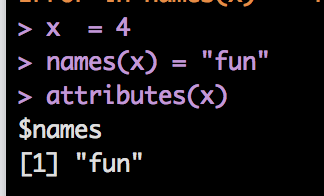 > x  = 4
> names(x) = "fun"
> attributes(x)
$names
[1] "fun"